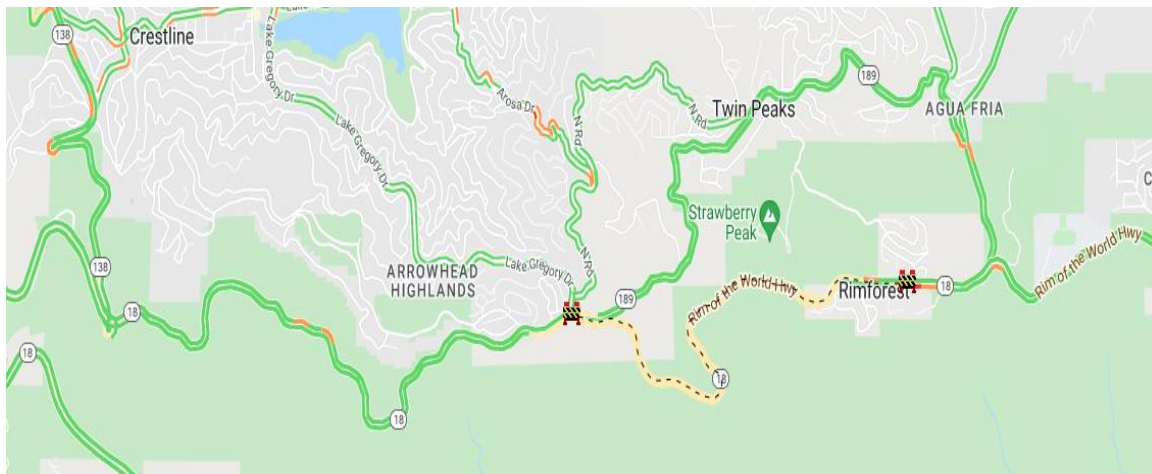 138
Crestline
Lake Gregory Dr
Lake Gregory Dr
Arosa Dr
N Rd
N Rd
Twin Peaks
189
AGUA FRIA
C
Strawberry
Peak
N Rd
138
ARROWHEAD
HIGHLANDS
Lake Gregory Dr
189
Rim of the World Hwy
Rimforest
18
Rim of the World Hwy
18
18
18
18